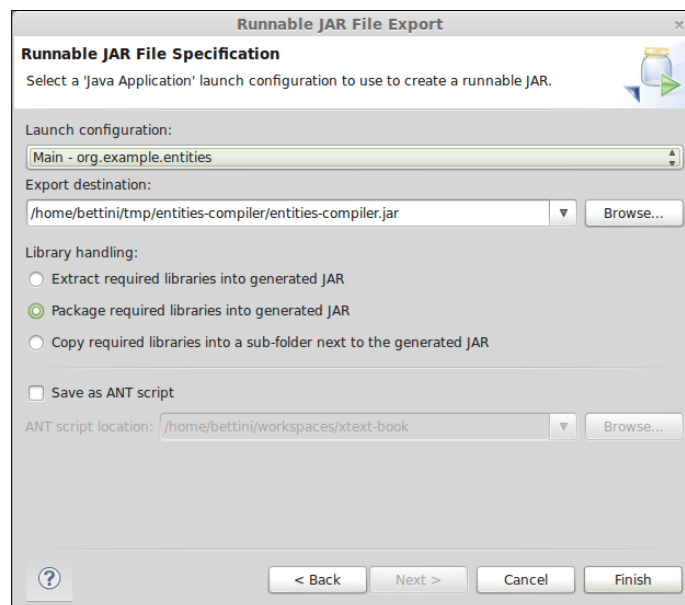 Runnable JAR File Export
Runnable JAR File Specification
Select a 'Java Application' launch configuration to use to create a runnable JAR.
Launch configuration:
Main - org.example.entities
Export destination:
/home/bettini/tmp/entities-compiler/entities-compiler.jar
Browse...
Library handling:
Extract required libraries into generated JAR
Package required libraries into generated JAR
Copy required libraries into a sub-folder next to the generated JAR
Save as ANT script
ANT script location: /home/bettini/workspaces/xtext-book
Browse...
? < Back Next > Cancel Finish